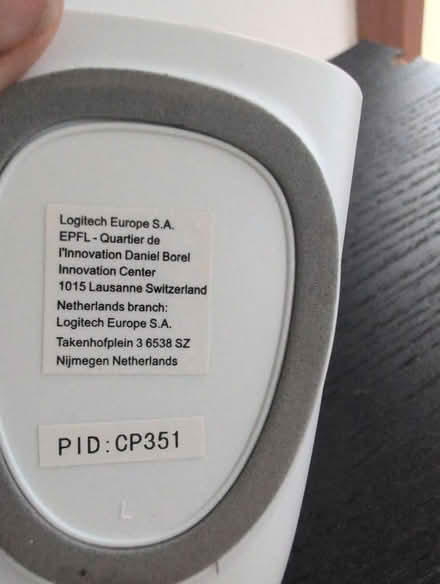 Logitech Europe S.A.
EPFL - Quartier de
l'Innovation Daniel Borel
Innovation Center
1015 Lausanne Switzerland
Netherlands branch:
Logitech Europe S.A.
Takenhofplein 3 6538 SZ
Nijmegen Netherlands
PID:CP351
L